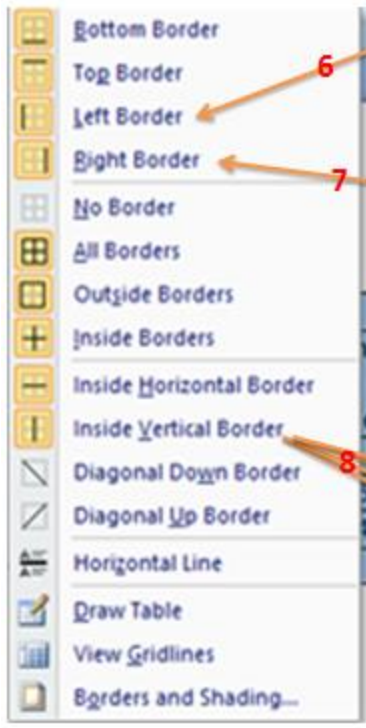 Bottom Border
Top Border
6
Left Border
Right Border
7
No Border
All Borders
Outside Borders
Inside Borders
Inside Horizontal Border
Inside Vertical Border
8
Diagonal Down Border
Diagonal Up Border
Horizontal Line
Draw Table
View Gridlines
Borders and Shading...